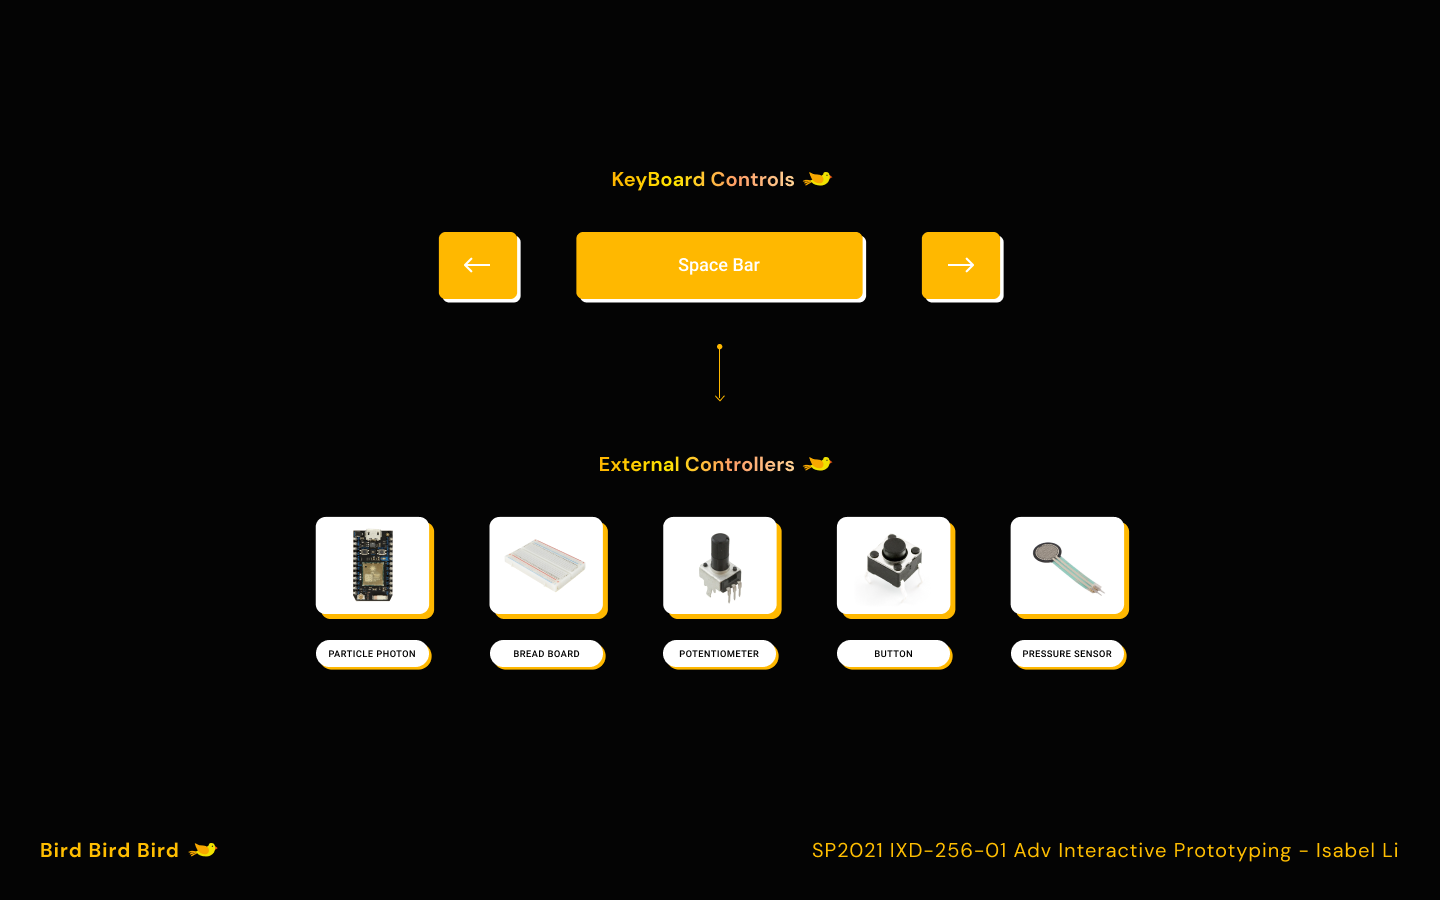 KeyBoard Controls
Space Bar
External Controllers
PARTICLE PHOTON
BREAD BOARD
POTENTIOMETER
BUTTON
PRESSURE SENSOR
Bird Bird Bird
SP2021 IXD-256-01 Adv Interactive Prototyping - Isabel Li